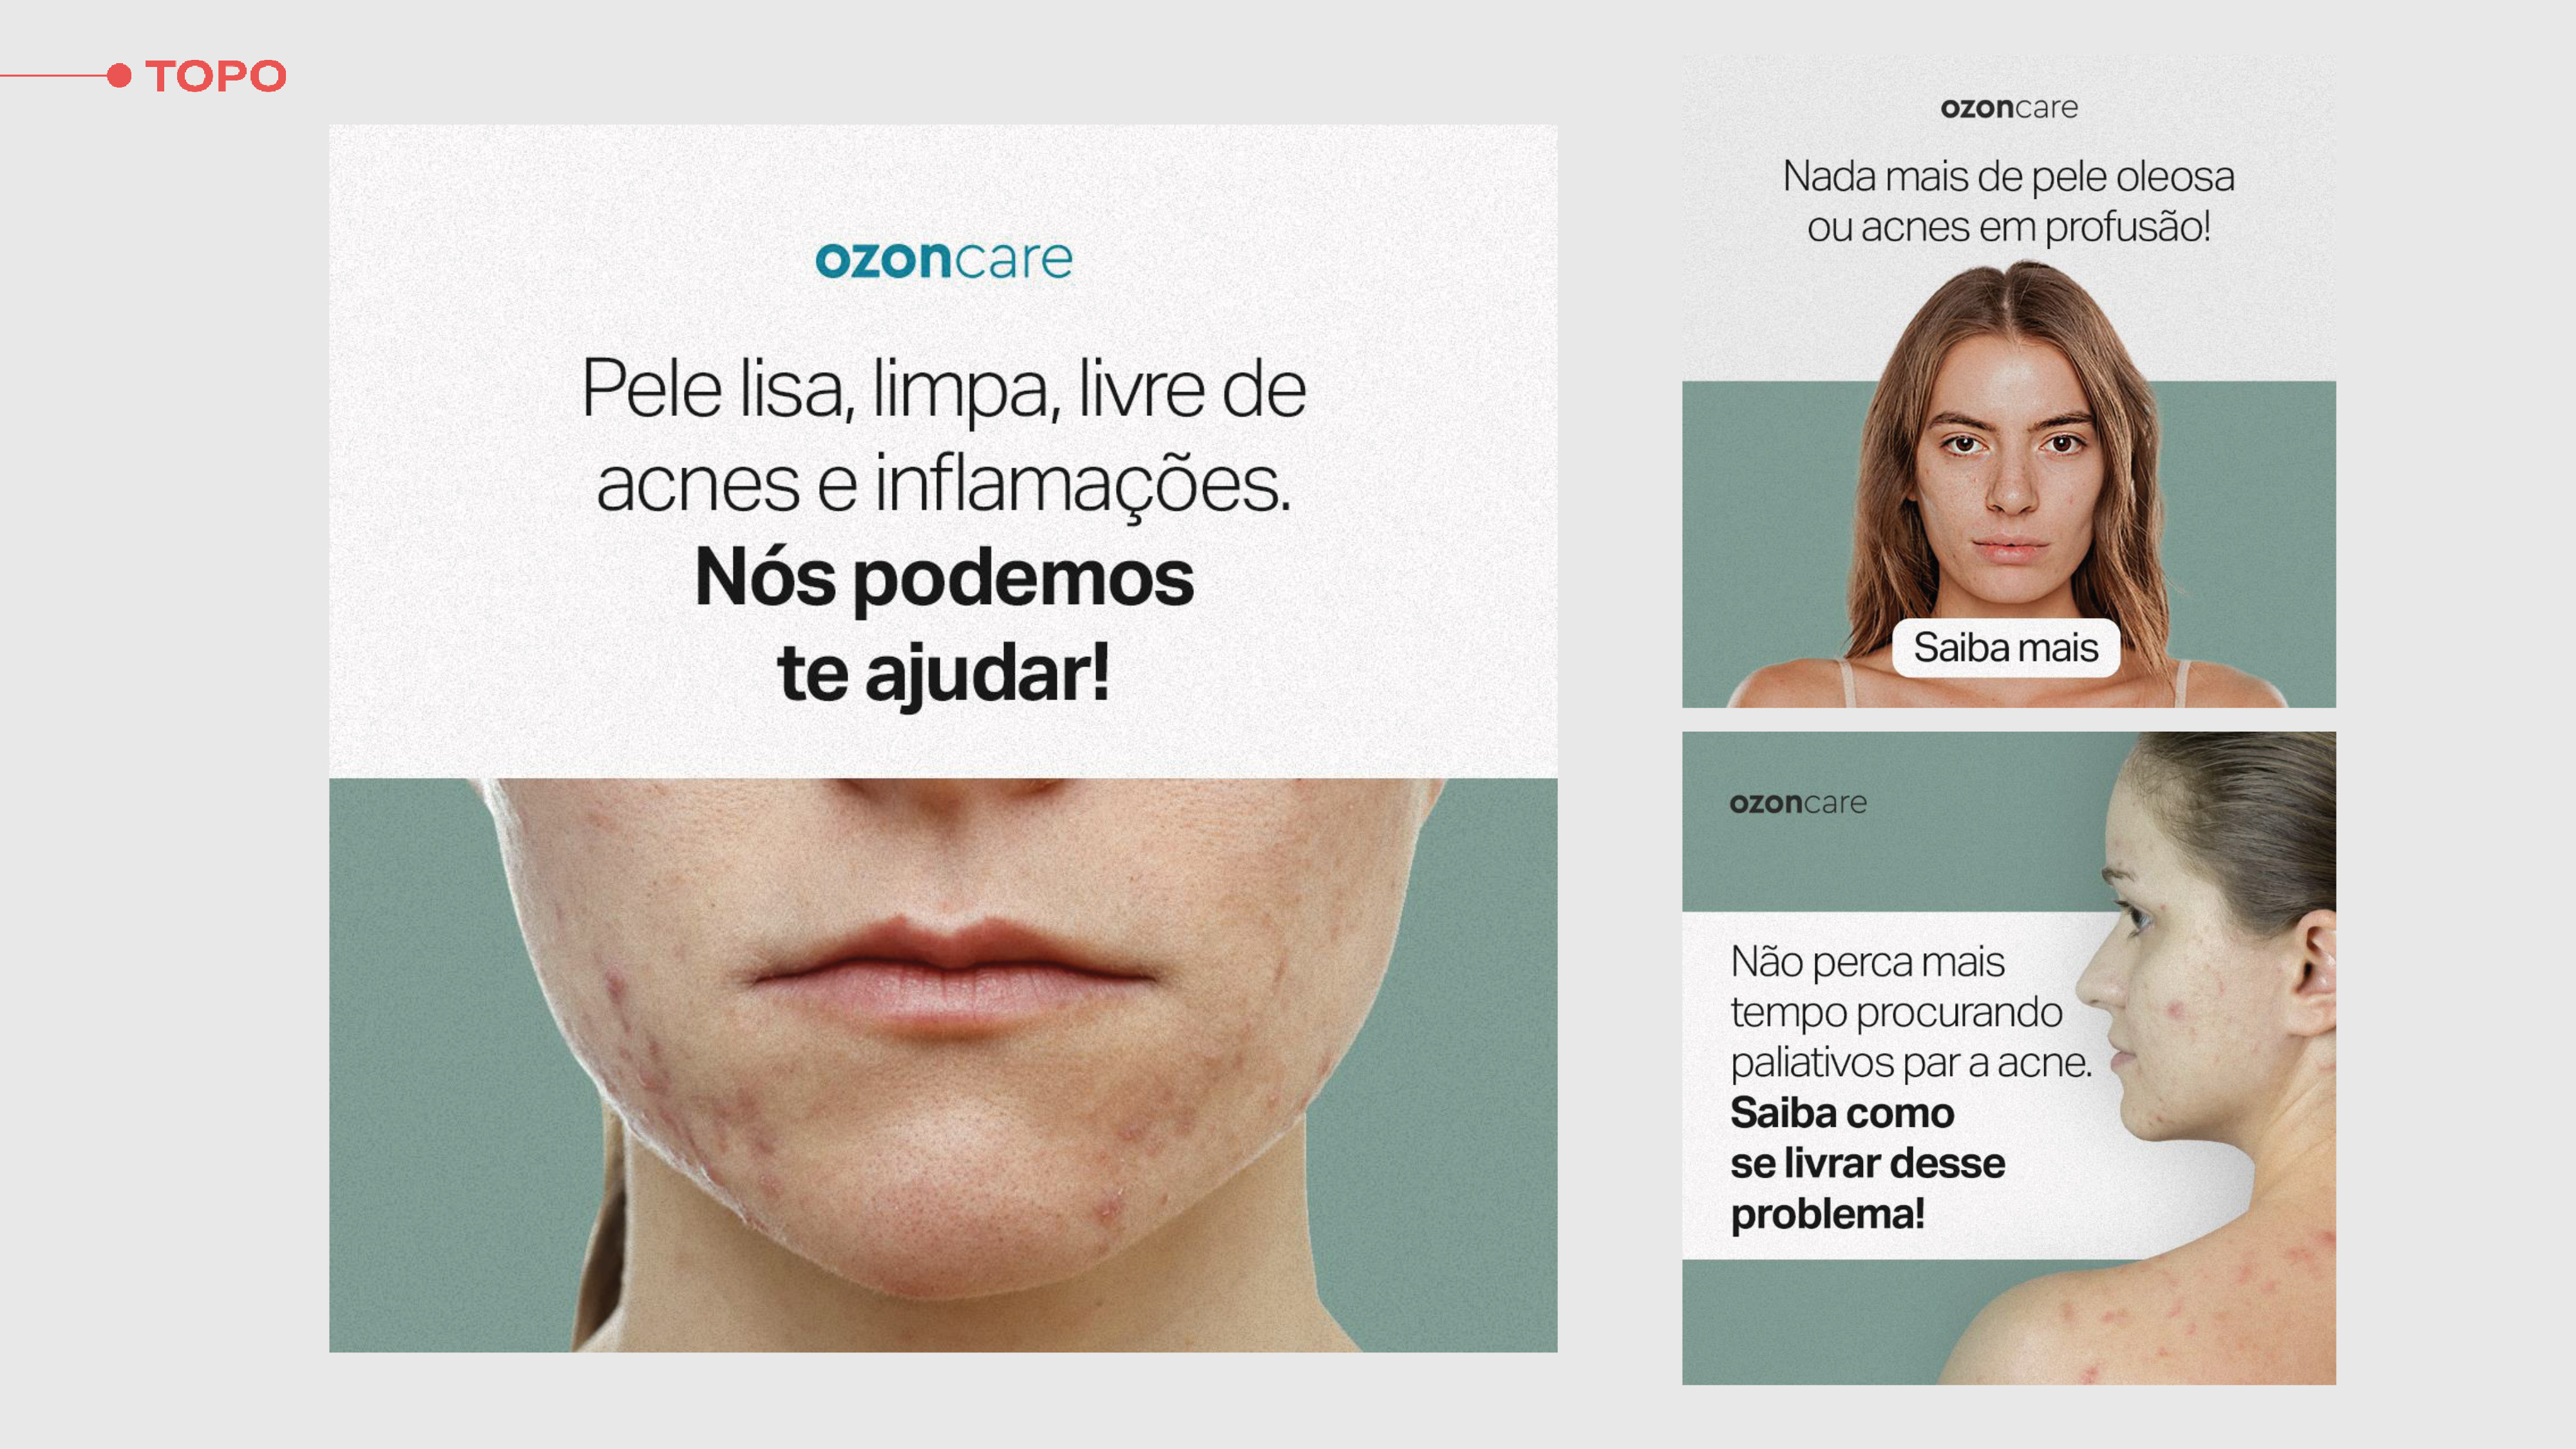 TOPO
ozoncare
Pele lisa, limpa, livre de
acnes e inflamações.
Nós podemos
te ajudar!
ozoncare
Nada mais de pele oleosa
ou acnes em profusão!
Saiba mais
ozoncare
Não perca mais
tempo procurando
paliativos par a acne.
Saiba como
se livrar desse
problema!